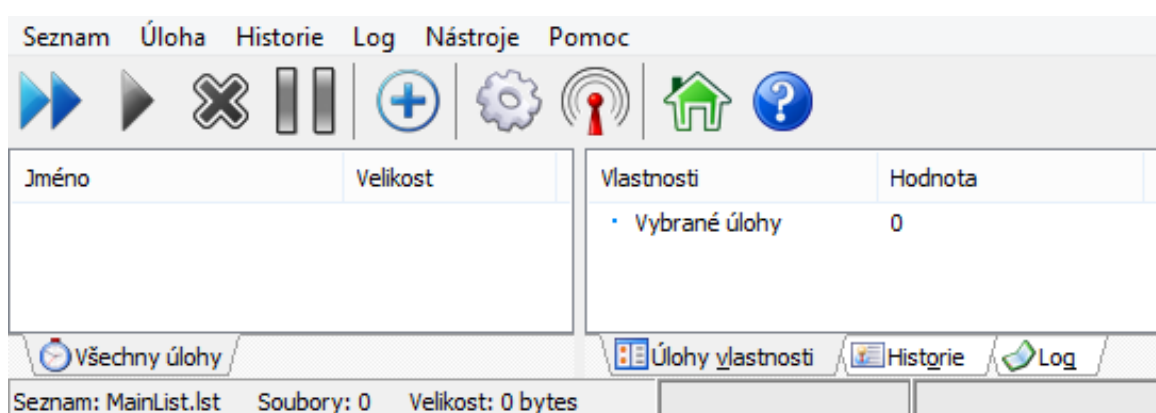 Seznam Úloha Historie Log Nástroje Pomoc
Jméno Velikost Vlastnosti Hodnota
Vybrané úlohy 0
Všechny úlohy Úlohy vlastnosti Historie Log
Seznam: MainList.lst Soubory: 0 Velikost: 0 bytes